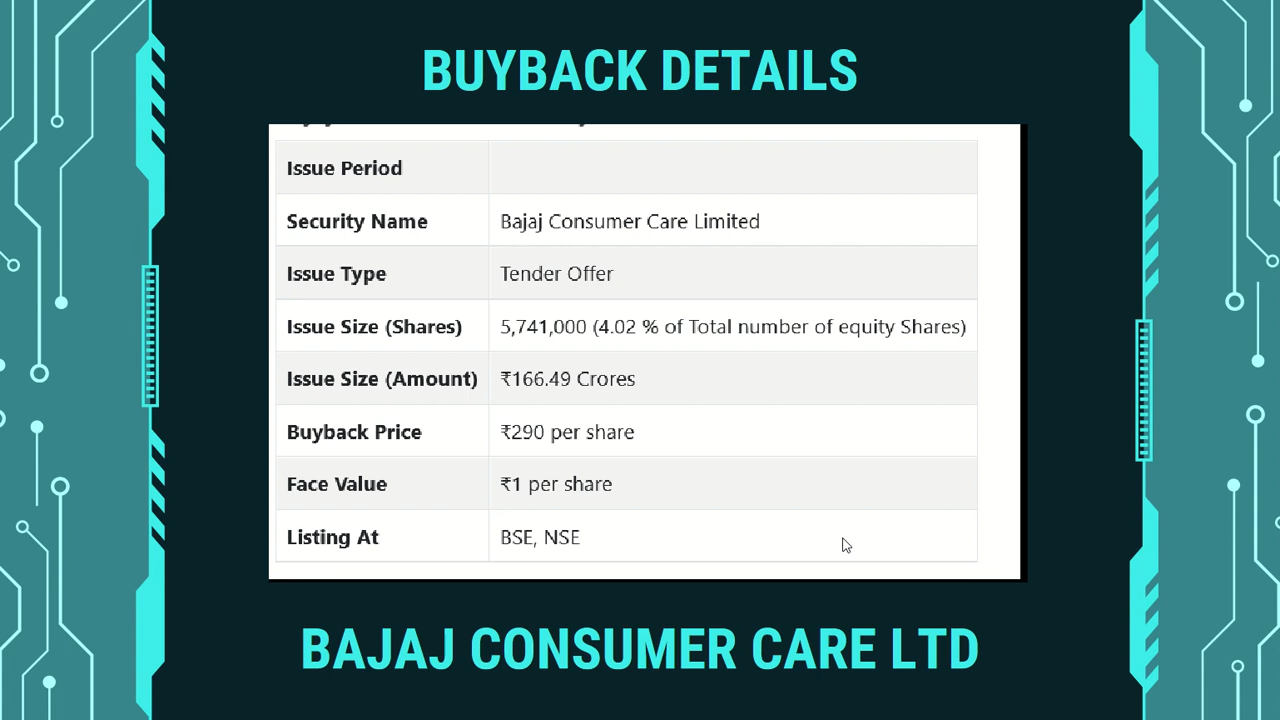 BUYBACK DETAILS
Issue Period
Security Name Bajaj Consumer Care Limited
Issue Type Tender Offer
Issue Size (Shares) 5,741,000 (4.02 % of Total number of equity Shares)
Issue Size (Amount) ₹166.49 Crores
Buyback Price ₹290 per share
Face Value ₹1 per share
Listing At BSE, NSE
BAJAJ CONSUMER CARE LTD